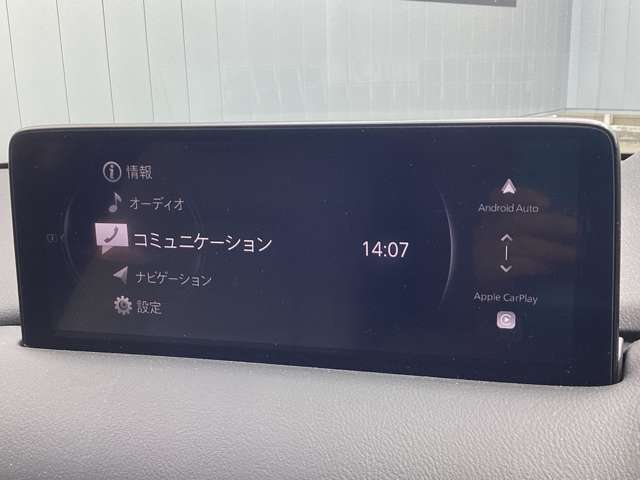 情報
オーディオ
コミュニケーション
ナビゲーション
設定
14:07
Android Auto
Apple CarPlay